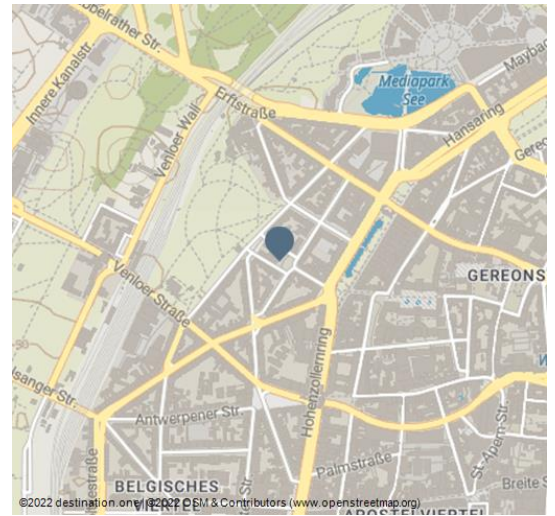 Subbelrather Str.
Innere Kanalstr.
Venloer Wall
Erftstraße
Mediapark
See
Maybac
Hansaring
Gereo
Venloer Straße
GEREONS
Hohenzollernring
Antwerpener Str.
Palmstraße
St.-Apern-Str.
Breite S
BELGISCHES
VIERTEL
APOSTELVIERTEL
©2022 destination.one | ©2022 OSM & Contributors (www.openstreetmap.org)